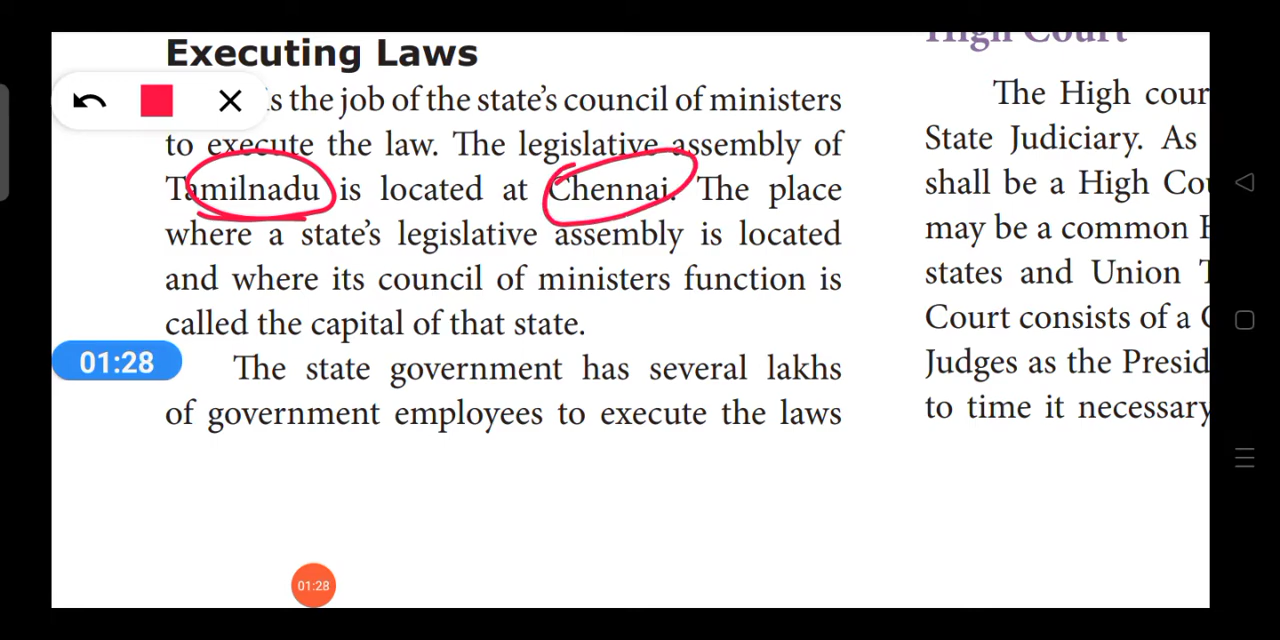 Executing Laws
is the job of the state's council of ministers
to execute the law. The legislative assembly of
Tamilnadu is located at Chennai. The place
where a state's legislative assembly is located
and where its council of ministers function is
called the capital of that state.
01:28
The state government has several lakhs
of government employees to execute the laws
01:28
High Court
The High cour
State Judiciary. As
shall be a High Cou
may be a common
states and Union
Court consists of a
Judges as the Presid
to time it necessary